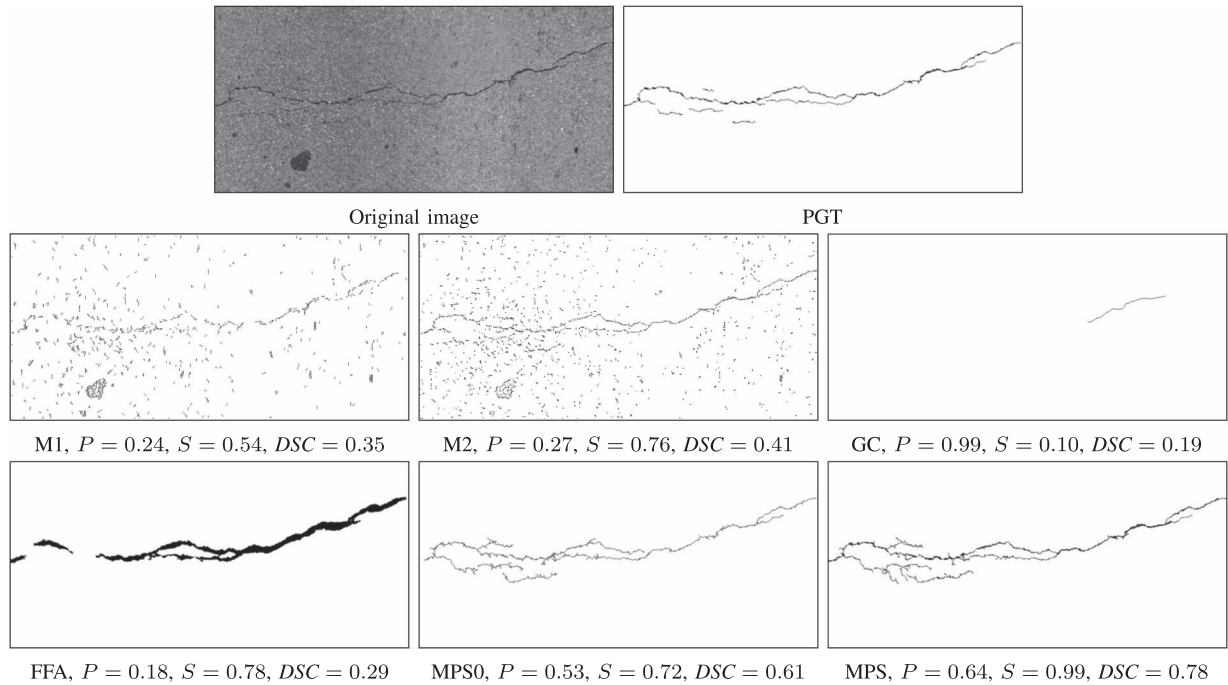 Original image
PGT
M1, P = 0.24, S = 0.54, DSC = 0.35
M2, P = 0.27, S = 0.76, DSC = 0.41
GC, P = 0.99, S = 0.10, DSC = 0.19
FFA, P = 0.18, S = 0.78, DSC = 0.29
MPS0, P = 0.53, S = 0.72, DSC = 0.61
MPS, P = 0.64, S = 0.99, DSC = 0.78